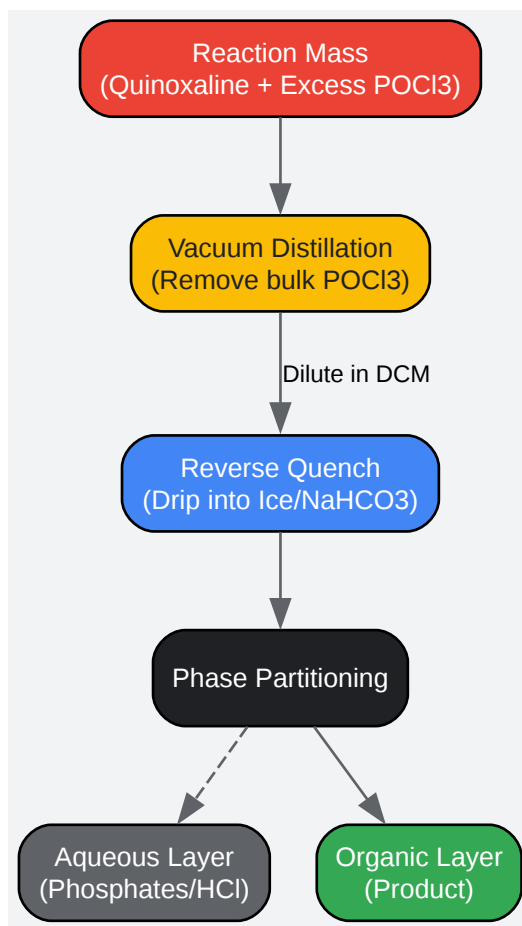 Reaction Mass
(Quinoxaline + Excess POCl3)
Vacuum Distillation
(Remove bulk POCl3)
Dilute in DCM
Reverse Quench
(Drip into Ice/NaHCO3)
Phase Partitioning
Aqueous Layer
(Phosphates/HCl)
Organic Layer
(Product)